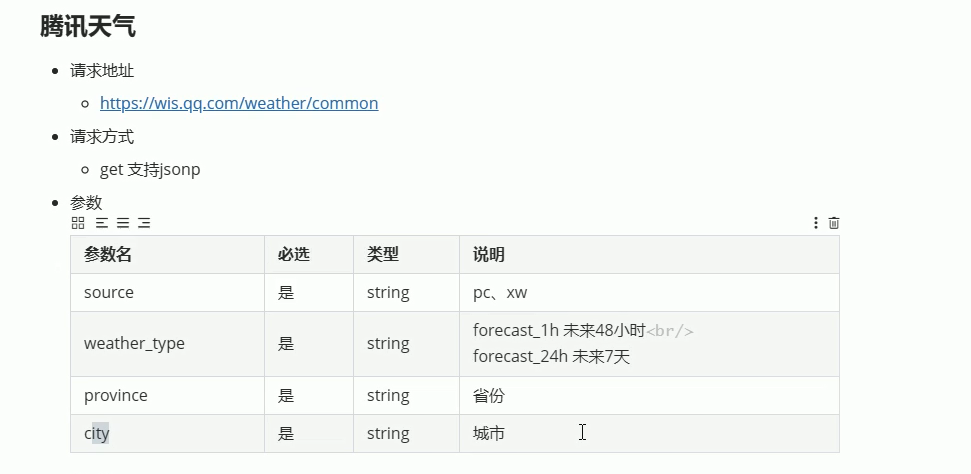 腾讯天气
请求地址
https://wis.qq.com/weather/common
请求方式
get 支持jsonp
参数
参数名 必选 类型 说明
source 是 string pc、xw
weather_type 是 string forecast_1h 未来48小时<br/>
forecast_24h 未来7天
province 是 string 省份
city 是 string 城市